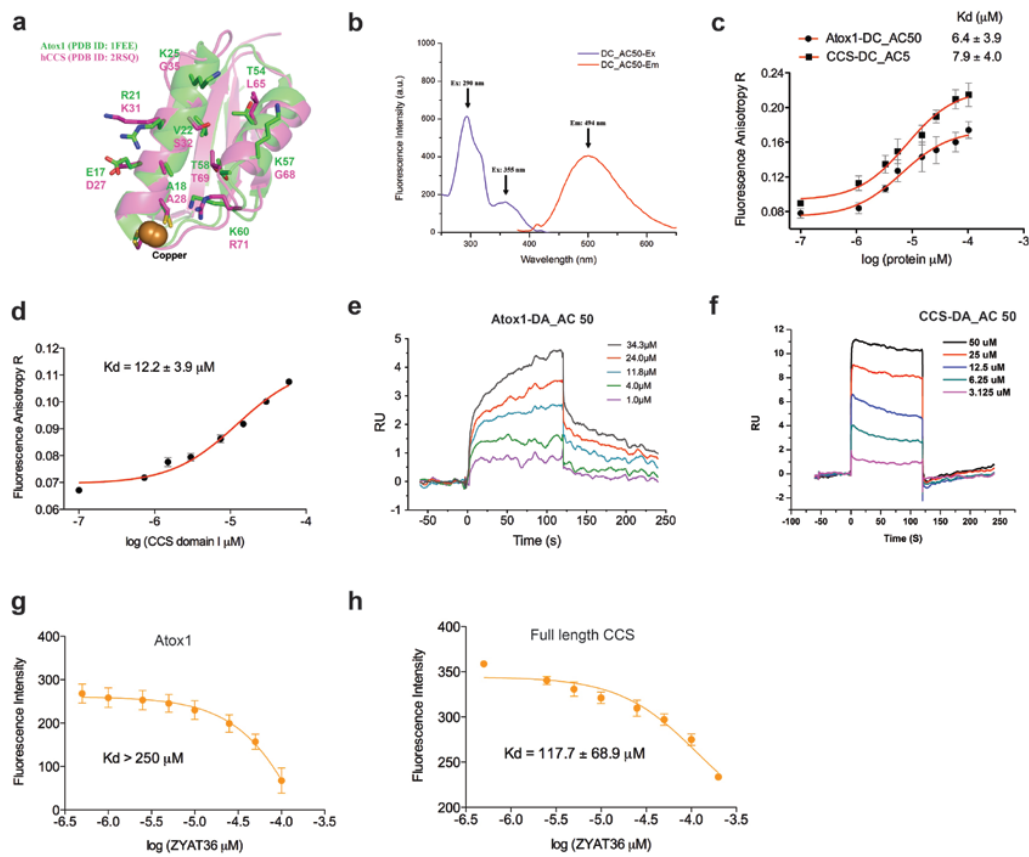 a
Atox1 (PDB ID: 1FEE)
hCCS (PDB ID: 2RSQ)
K25
G35
T54
L65
R21
K31
V22
S32
E17
D27
T58
T69
K57
G68
A18
A28
K60
R71
Copper
b
DC_AC50-Ex
DC_AC50-Em
Ex: 290 nm
Ex: 355 nm
Em: 494 nm
Fluorescence Intensity (a.u.)
1000
800
600
400
200
0
300
400
500
600
Wavelength (nm)
c
Kd (μM)
Atox1-DC_AC50 6.4 ± 3.9
CCS-DC_AC5 7.9 ± 4.0
Fluorescence Anisotropy R
0.24
0.20
0.16
0.12
0.08
-7 -6 -5 -4 -3
log (protein μM)
d
Kd = 12.2 ± 3.9 μM
Fluorescence Anisotropy R
0.12
0.11
0.10
0.09
0.08
0.07
0.06
-7 -6 -5 -4
log (CCS domain I μM)
e
Atox1-DA_AC 50
34.3μM
24.0μM
11.8μM
4.0μM
1.0μM
RU
5
4
3
2
1
0
-1
-50 0 50 100 150 200 250
Time (s)
f
CCS-DA_AC 50
50 uM
25 uM
12.5 uM
6.25 uM
3.125 uM
RU
12
10
8
6
4
2
0
-2
-100 -50 0 50 100 150 200 250
Time (S)
g
Atox1
Kd > 250 μM
Fluorescence Intensity
400
300
200
100
0
-6.5 -6.0 -5.5 -5.0 -4.5 -4.0 -3.5
log (ZYAT36 μM)
h
Full length CCS
Kd = 117.7 ± 68.9 μM
Fluorescence Intensity
400
350
300
250
200
-6.5 -6.0 -5.5 -5.0 -4.5 -4.0 -3.5
log (ZYAT36 μM)